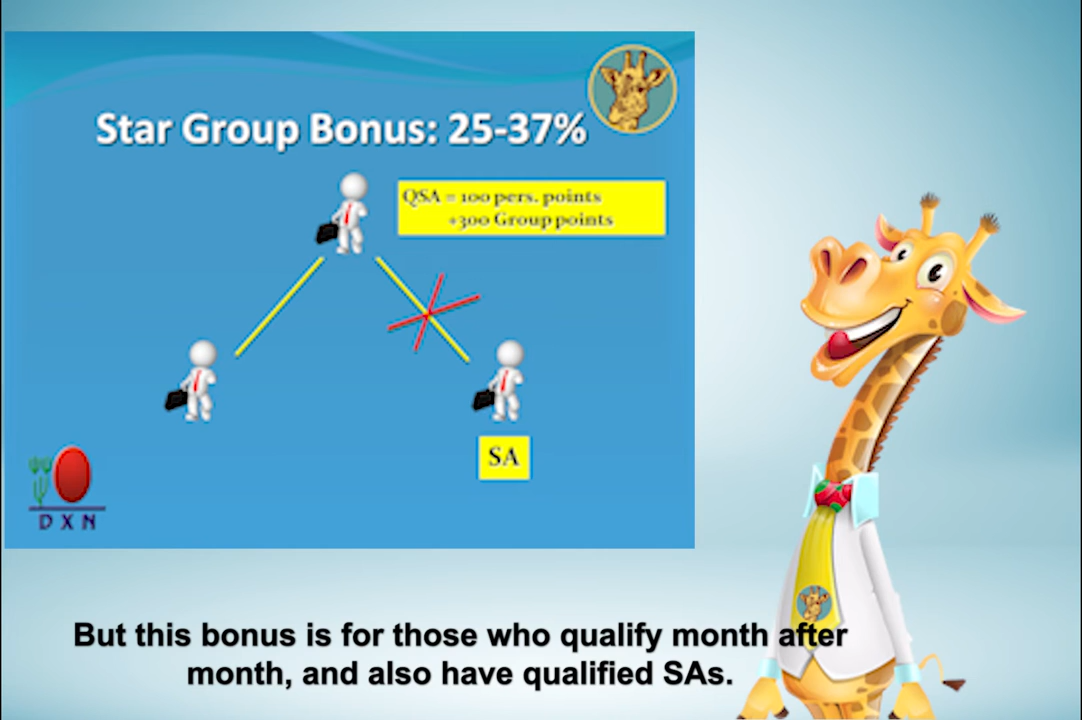 Star Group Bonus: 25-37%
QSA = 100 pers. points
+300 Group points
SA
DXN
But this bonus is for those who qualify month after
month, and also have qualified SAs.